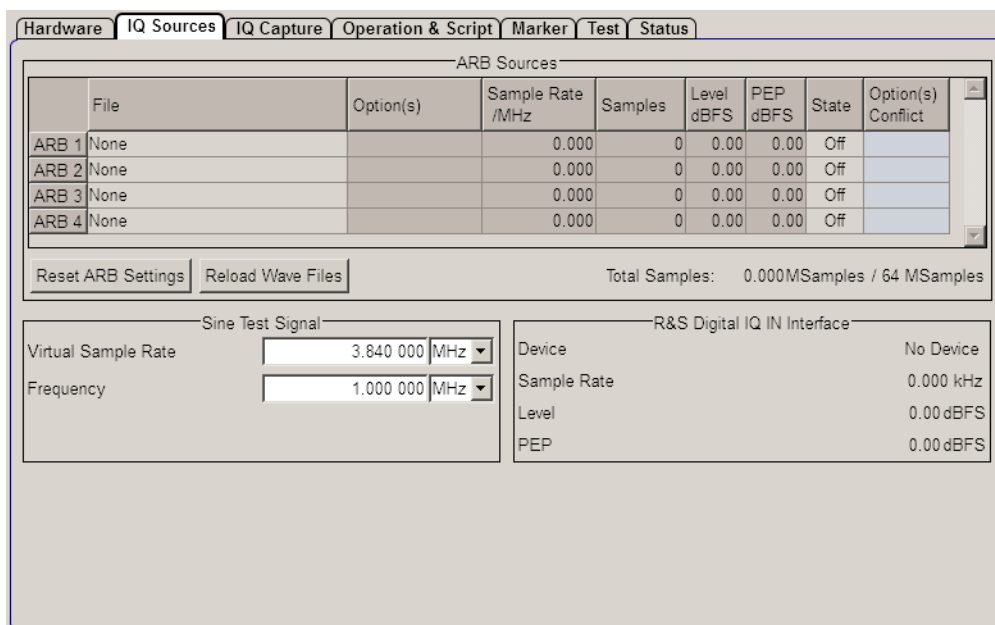 Hardware IQ Sources IQ Capture Operation & Script Marker Test Status
ARB Sources
File Option(s) Sample Rate /MHz Samples Level dBFS PEP dBFS State Option(s) Conflict
ARB 1 None 0.000 0 0.00 0.00 Off
ARB 2 None 0.000 0 0.00 0.00 Off
ARB 3 None 0.000 0 0.00 0.00 Off
ARB 4 None 0.000 0 0.00 0.00 Off
Reset ARB Settings Reload Wave Files Total Samples: 0.000MSamples / 64 MSamples
Sine Test Signal
Virtual Sample Rate 3.840 000 MHz
Frequency 1.000 000 MHz
R&S Digital IQ IN Interface
Device No Device
Sample Rate 0.000 kHz
Level 0.00 dBFS
PEP 0.00 dBFS